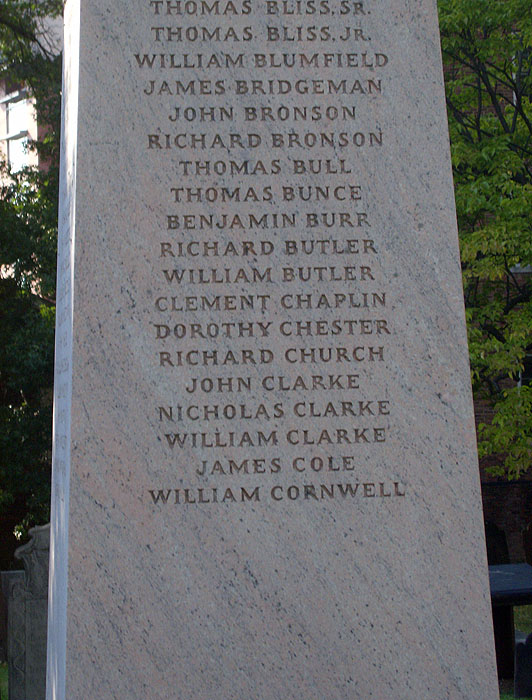 THOMAS BLISS, SR.
THOMAS BLISS, JR.
WILLIAM BLUMFIELD
JAMES BRIDGEMAN
JOHN BRONSON
RICHARD BRONSON
THOMAS BULL
THOMAS BUNCE
BENJAMIN BURR
RICHARD BUTLER
WILLIAM BUTLER
CLEMENT CHAPLIN
DOROTHY CHESTER
RICHARD CHURCH
JOHN CLARKE
NICHOLAS CLARKE
WILLIAM CLARKE
JAMES COLE
WILLIAM CORNWELL